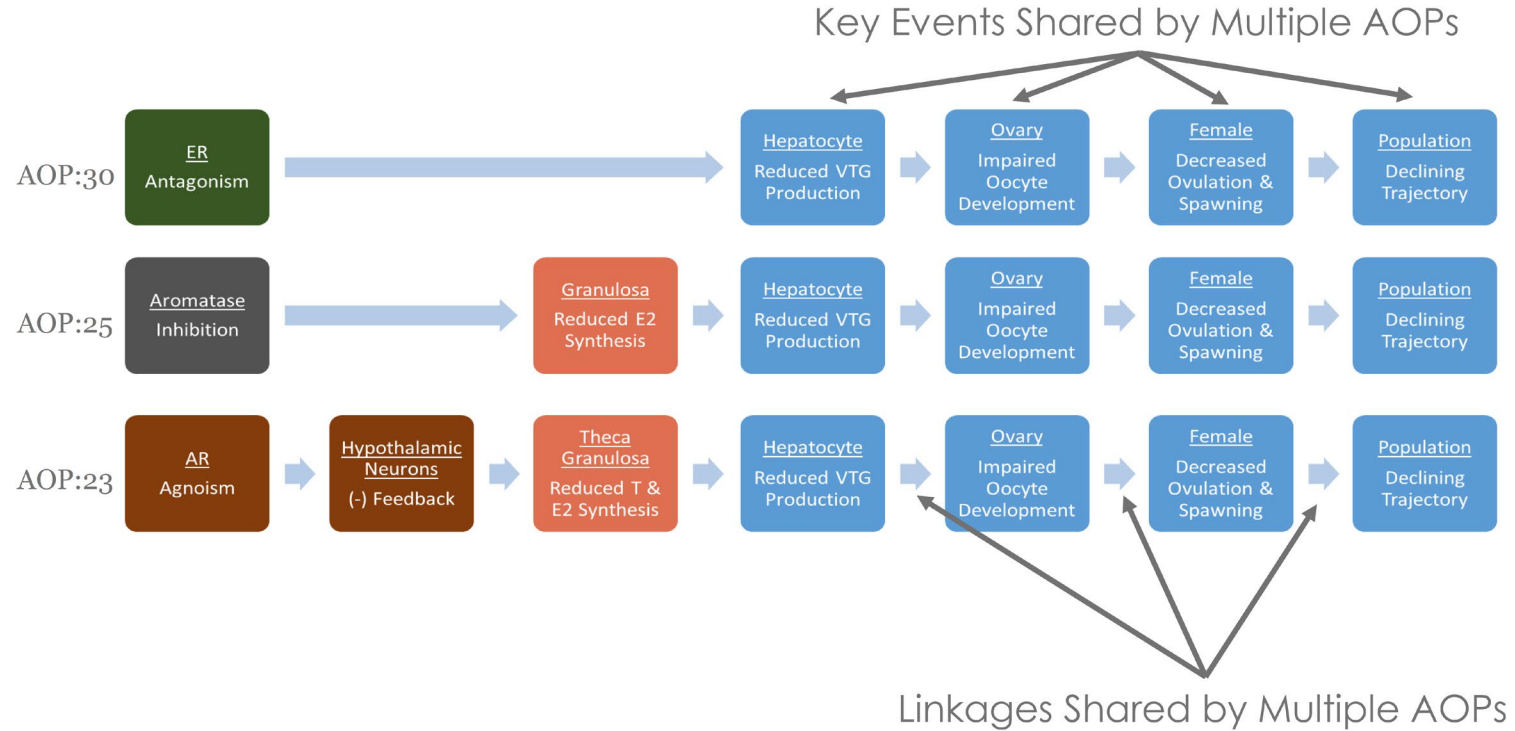 Key Events Shared by Multiple AOPs
AOP:30
ER
Antagonism
Hepatocyte
Reduced VTG
Production
Ovary
Impaired
Oocyte
Development
Female
Decreased
Ovulation &
Spawning
Population
Declining
Trajectory
AOP:25
Aromatase
Inhibition
Granulosa
Reduced E2
Synthesis
Hepatocyte
Reduced VTG
Production
Ovary
Impaired
Oocyte
Development
Female
Decreased
Ovulation &
Spawning
Population
Declining
Trajectory
AOP:23
AR
Agnoism
Hypothalamic
Neurons
(-) Feedback
Theca
Granulosa
Reduced T &
E2 Synthesis
Hepatocyte
Reduced VTG
Production
Ovary
Impaired
Oocyte
Development
Female
Decreased
Ovulation &
Spawning
Population
Declining
Trajectory
Linkages Shared by Multiple AOPs